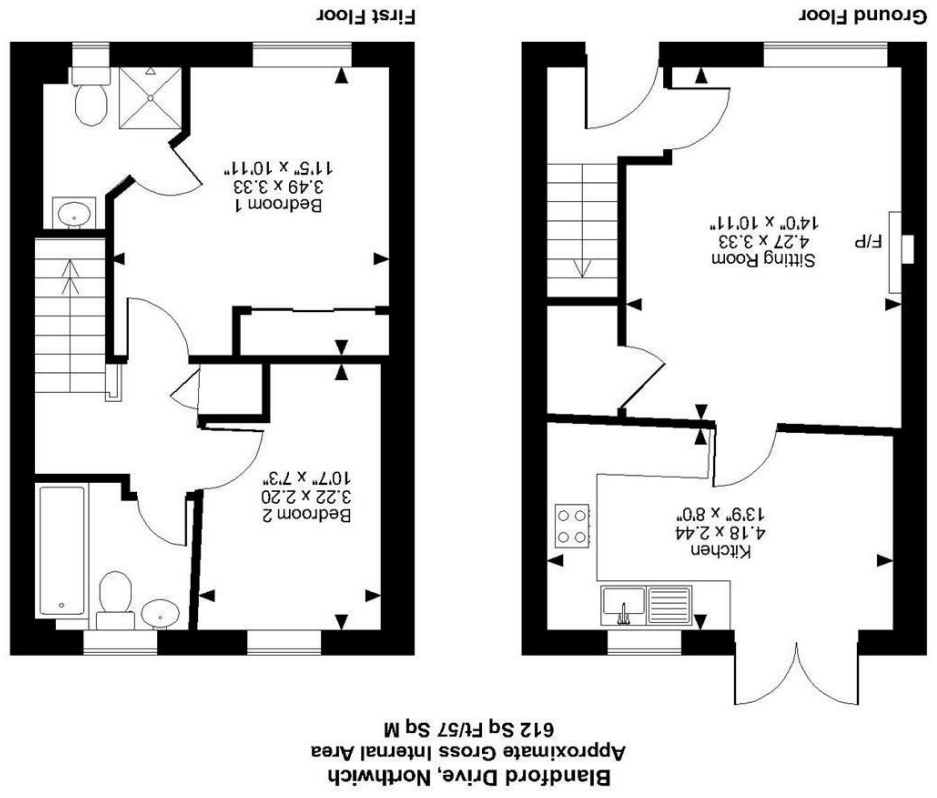 Blandford Drive, Northwich
Approximate Gross Internal Area
612 Sq Ft/57 Sq M
Kitchen
4.18 x 2.44
13'9" x 8'0"
Sitting Room
4.27 x 3.33
14'0" x 10'11"
F/P
Ground Floor
Bedroom 2
3.22 x 2.20
10'7" x 7'3"
Bedroom 1
3.49 x 3.33
11'5" x 10'11"
First Floor